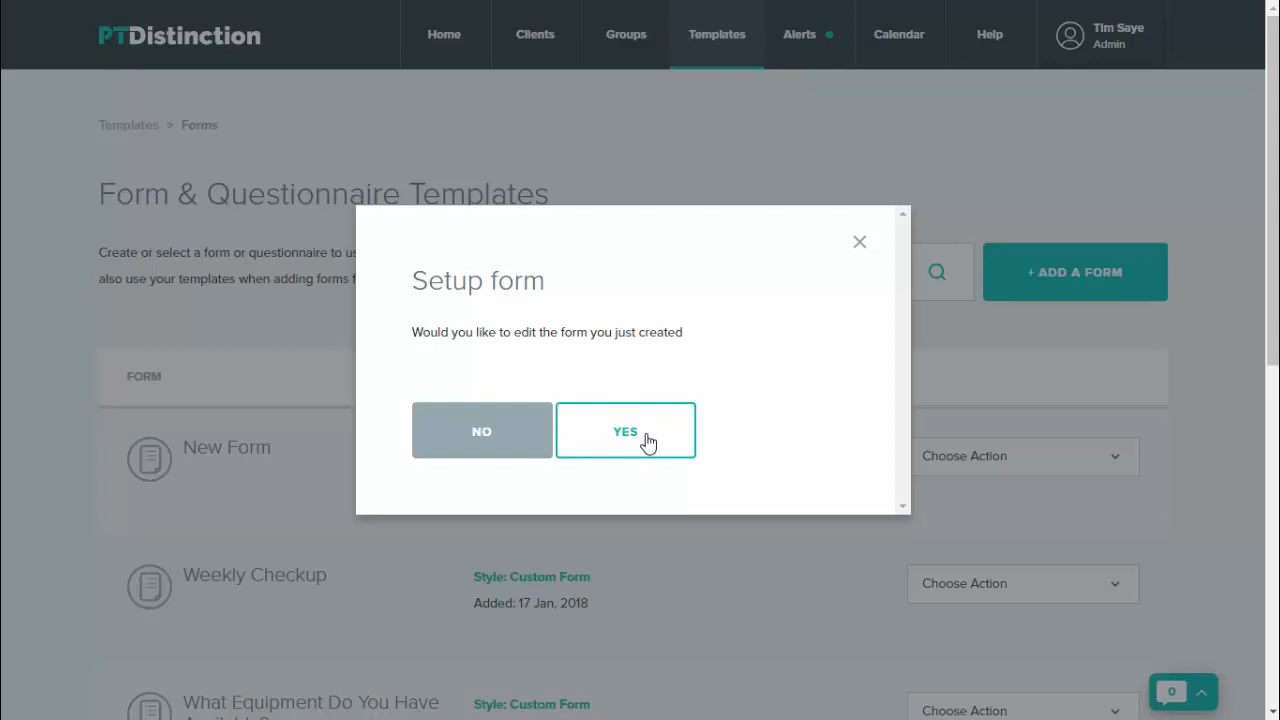 PTDistinction
Home
Clients
Groups
Templates
Alerts
Calendar
Help
Tim Saye
Admin
Templates > Forms
Form & Questionnaire Templates
Create or select a form or questionnaire to us
also use your templates when adding forms f
+ ADD A FORM
Setup form
Would you like to edit the form you just created
NO
YES
FORM
New Form
Choose Action
Weekly Checkup
Style: Custom Form
Added: 17 Jan, 2018
Choose Action
What Equipment Do You Have
Style: Custom Form
Choose Action
0